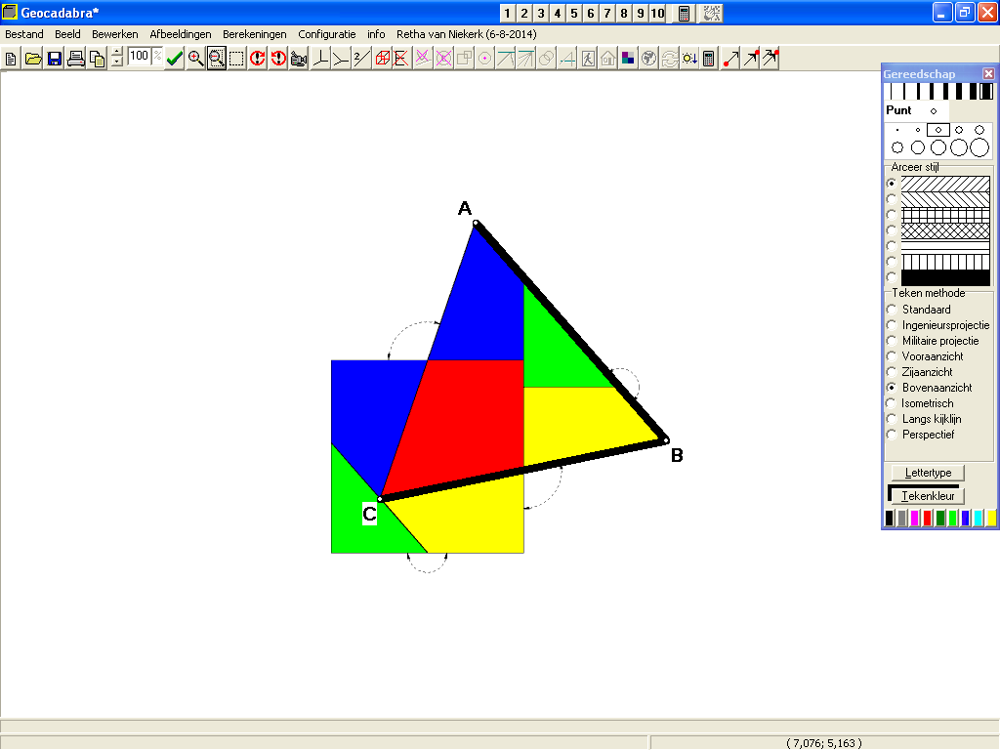 Geocadabra*
1 2 3 4 5 6 7 8 9 10
Bestand Beeld Bewerken Afbeeldingen Berekeningen Configuratie info Retha van Niekerk (6-8-2014)
100 %
Gereedschap
Punt
Arceer stijl
Teken methode
Standaard
Ingenieursprojectie
Militaire projectie
Vooraanzicht
Zijaanzicht
Bovenaanzicht
Isometrisch
Langs kijklijn
Perspectief
Lettertype
Tekenkleur
A
B
C
( 7,076; 5,163 )